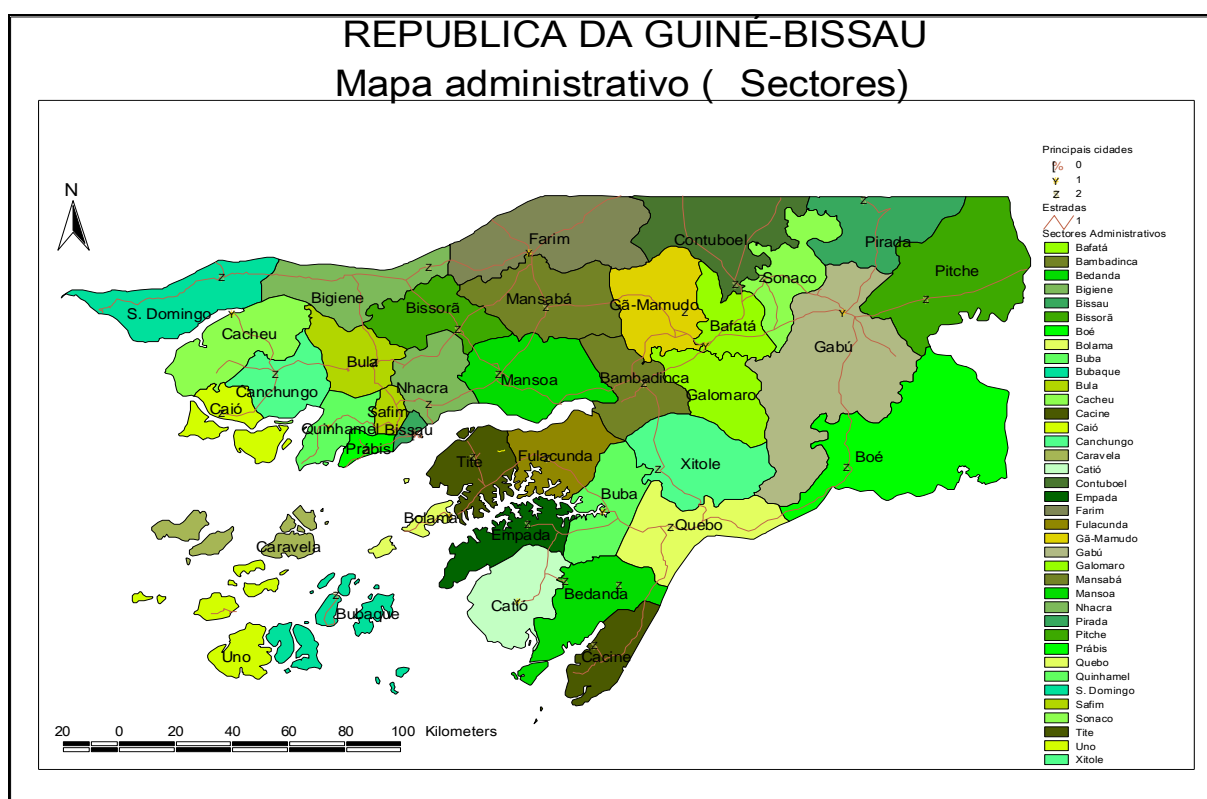 REPUBLICA DA GUINÉ-BISSAU
Mapa administrativo ( Sectores)
N
Farim
Contuboel
Pirada
Sonaco
Pitche
Bigiene
Bissorã
Mansabá
Gã-Mamudo
Bafatá
S. Domingo
Cacheu
Bula
Gabú
Nhacra
Mansoa
Bambadinca
Galomaro
Canchungo
Caió
Safim
Quinhamel
Bissau
Prábis
Tite
Fulacunda
Xitole
Boé
Buba
Bolama
Empada
Quebo
Caravela
Catió
Bedanda
Bubaque
Uno
Cacine
20 0 20 40 60 80 100 Kilometers
Principais cidades
0
1
2
Estradas
1
Sectores Administrativos
Bafatá
Bambadinca
Bedanda
Bigiene
Bissau
Bissorã
Boé
Bolama
Buba
Bubaque
Bula
Cacheu
Cacine
Caió
Canchungo
Caravela
Catió
Contuboel
Empada
Farim
Fulacunda
Gã-Mamudo
Gabú
Galomaro
Mansabá
Mansoa
Nhacra
Pirada
Pitche
Prábis
Quebo
Quinhamel
S. Domingo
Safim
Sonaco
Tite
Uno
Xitole